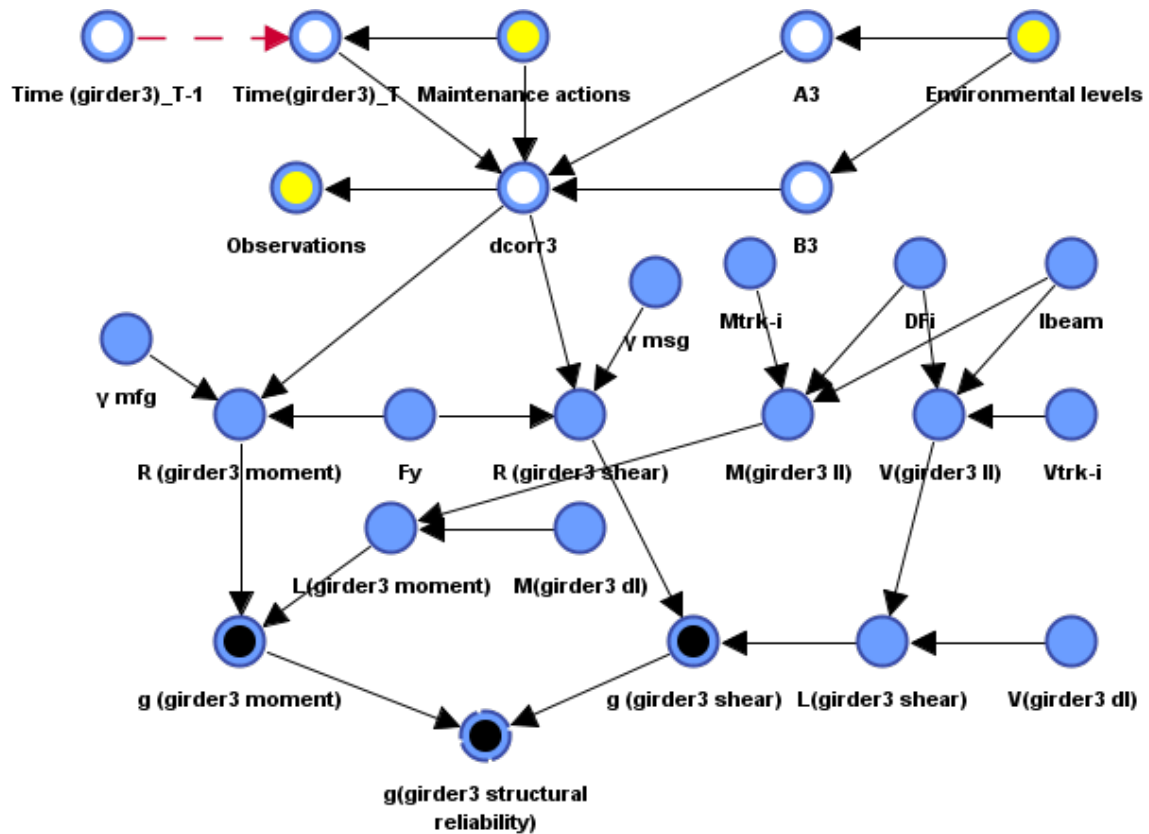 Time (girder3)_T-1
Time(girder3)_T
Maintenance actions
A3
Environmental levels
Observations
dcorr3
B3
Mtrk-i
DFi
Ibeam
γ msg
γ mfg
R (girder3 moment)
Fy
R (girder3 shear)
M(girder3 ll)
V(girder3 ll)
Vtrk-i
L(girder3 moment)
M(girder3 dl)
g (girder3 moment)
g (girder3 shear)
L(girder3 shear)
V(girder3 dl)
g(girder3 structural
reliability)